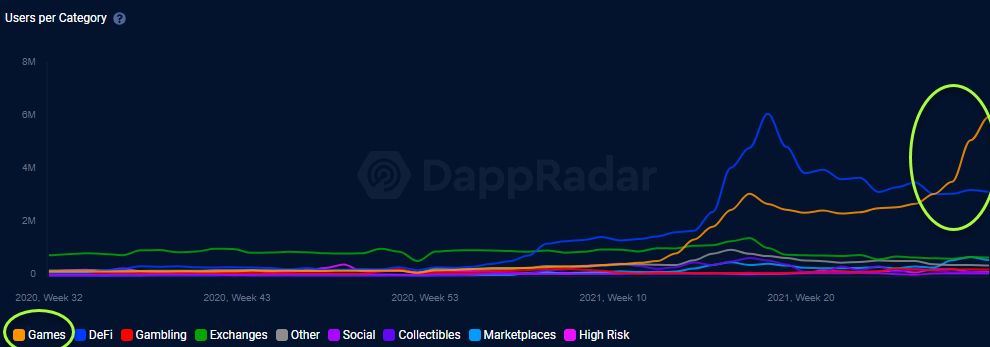 Users per Category ?
8M
6M
4M
2M
0
DappRadar
2020, Week 32 2020, Week 43 2020, Week 53 2021, Week 10 2021, Week 20
Games DeFi Gambling Exchanges Other Social Collectibles Marketplaces High Risk